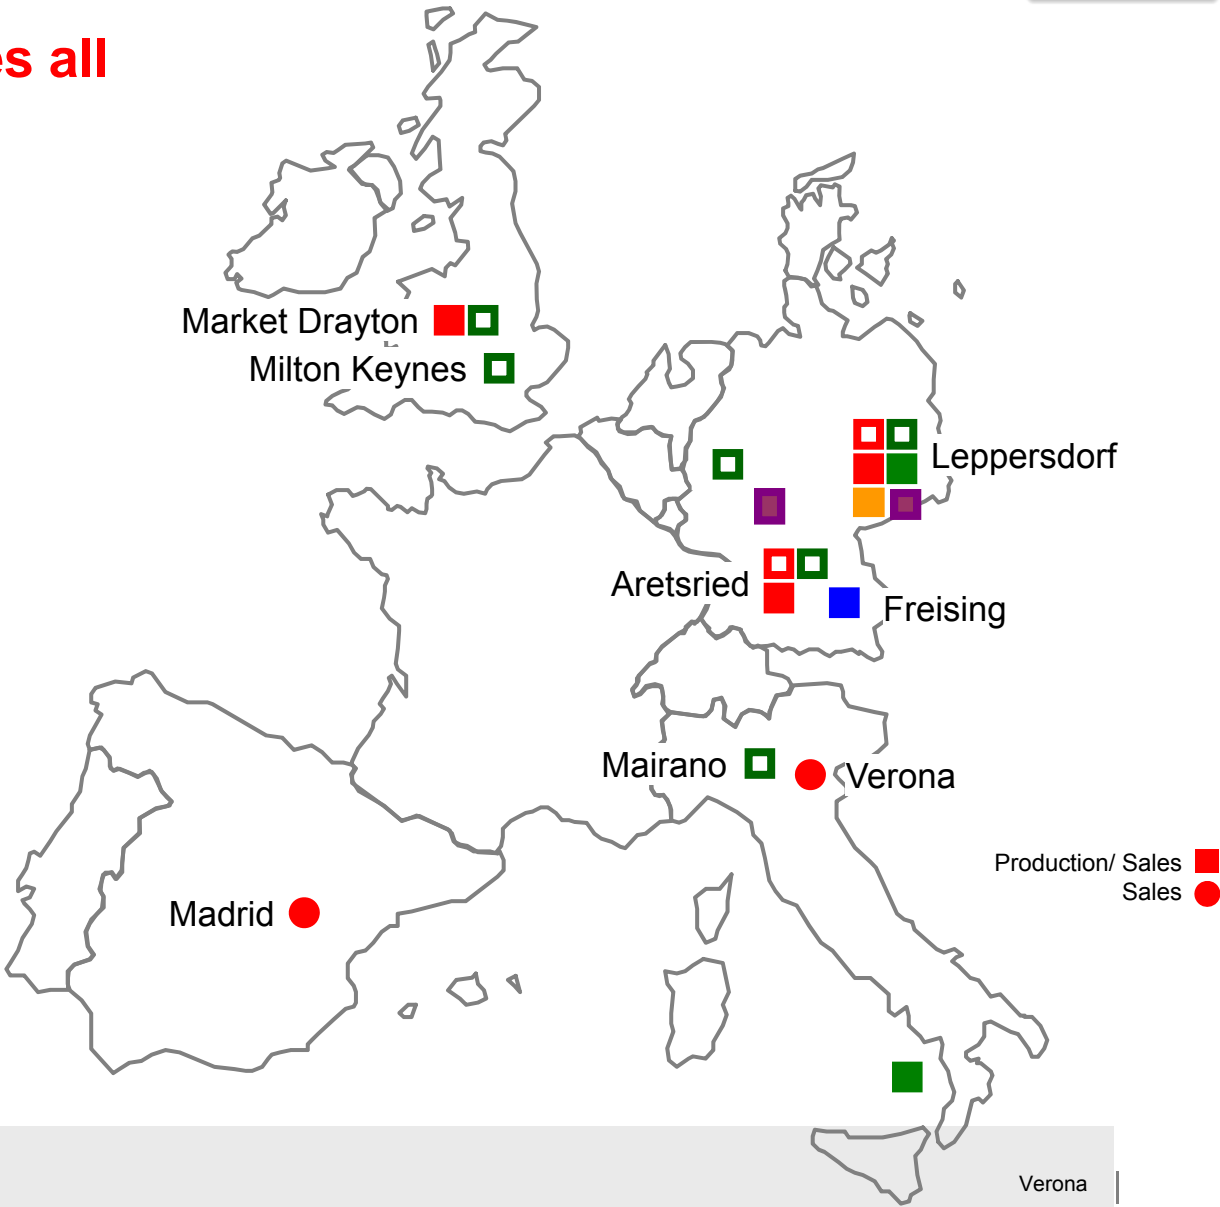 es all
Market Drayton
Milton Keynes
Leppersdorf
Aretsried
Freising
Mairano
Verona
Production/ Sales
Sales
Madrid
Verona